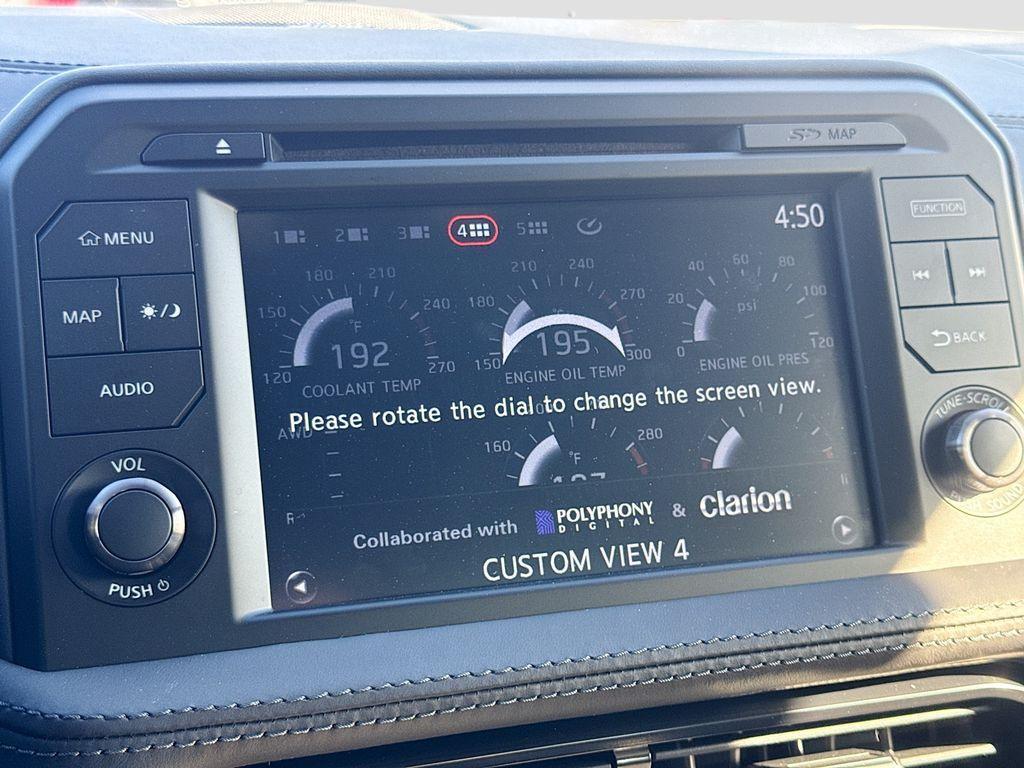 SD MAP
FUNCTION
MENU
MAP
AUDIO
VOL
PUSH
BACK
TUNE·SCROLL
PUSH SOUND
1 2 3 4 5
4:50
120 150 180 210 240 270
°F
192
COOLANT TEMP
150 180 210 240 270 300
195
ENGINE OIL TEMP
0 20 40 60 80 100 120
psi
ENGINE OIL PRES
Please rotate the dial to change the screen view.
AWD
160 280
°F
R
Collaborated with POLYPHONY DIGITAL & Clarion
CUSTOM VIEW 4